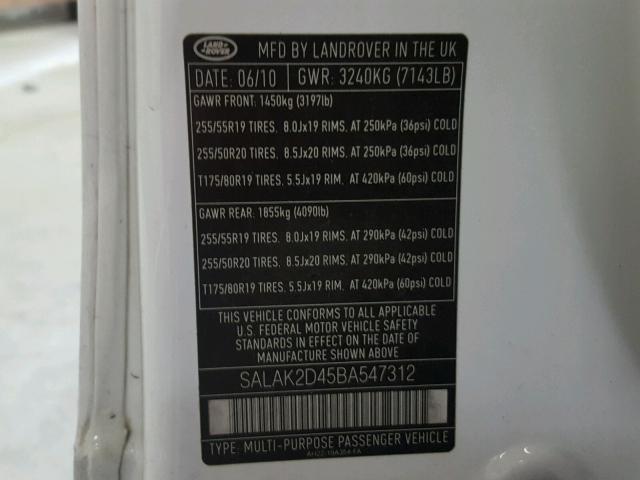 LAND
ROVER
MFD BY LANDROVER IN THE UK
DATE: 06/10 GWR: 3240KG (7143LB)
GAWR FRONT: 1450kg (3197lb)
255/55R19 TIRES. 8.0Jx19 RIMS. AT 250kPa (36psi) COLD
255/50R20 TIRES. 8.5Jx20 RIMS. AT 250kPa (36psi) COLD
T175/80R19 TIRES. 5.5Jx19 RIM. AT 420kPa (60psi) COLD
GAWR REAR: 1855kg (4090lb)
255/55R19 TIRES. 8.0Jx19 RIMS. AT 290kPa (42psi) COLD
255/50R20 TIRES. 8.5Jx20 RIMS. AT 290kPa (42psi) COLD
T175/80R19 TIRES. 5.5Jx19 RIM. AT 420kPa (60psi) COLD
THIS VEHICLE CONFORMS TO ALL APPLICABLE
U.S. FEDERAL MOTOR VEHICLE SAFETY
STANDARDS IN EFFECT ON THE DATE OF
MANUFACTURE SHOWN ABOVE
SALAK2D45BA547312
TYPE: MULTI-PURPOSE PASSENGER VEHICLE